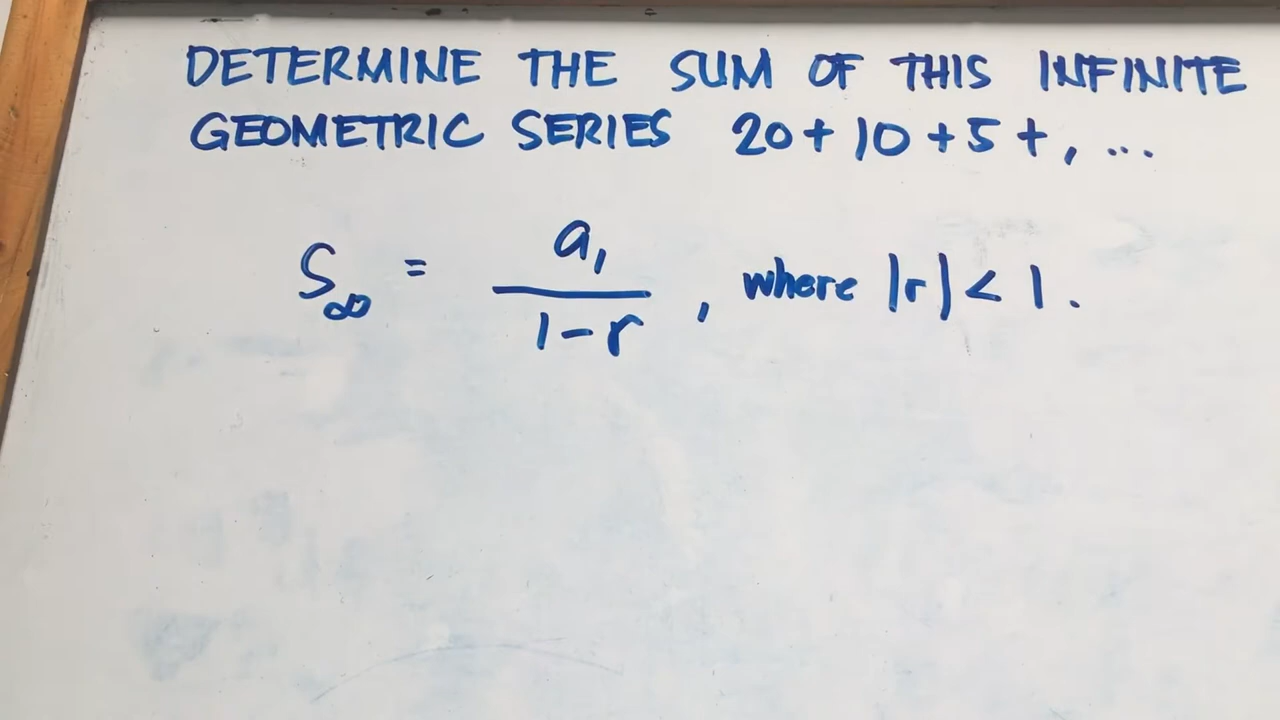 DETERMINE THE SUM OF THIS INFINITE
GEOMETRIC SERIES 20 + 10 + 5 + , ...
S∞ = a₁ / 1 - r , where |r| < 1.